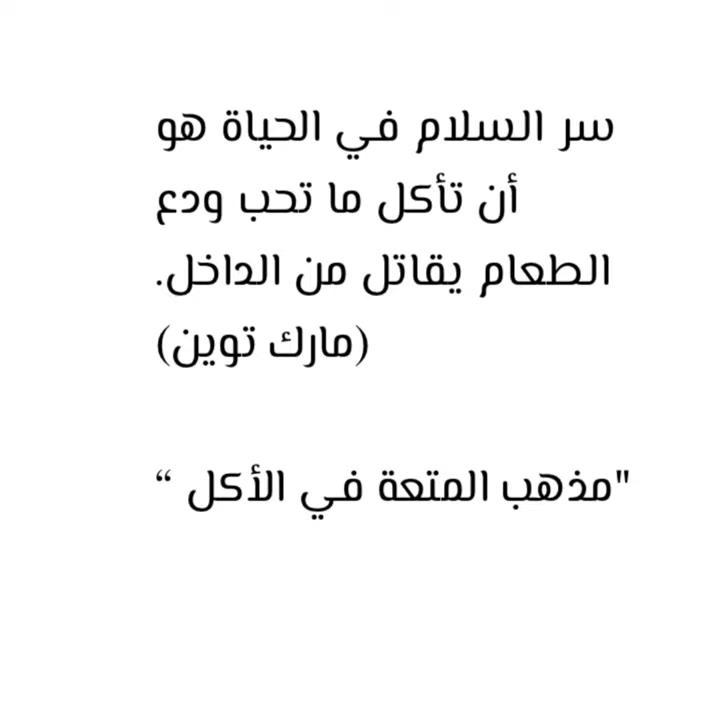 سر السلام في الحياة هو
أن تأكل ما تحب ودع
الطعام يقاتل من الداخل.
(مارك توين)
"مذهب المتعة في الأكل “